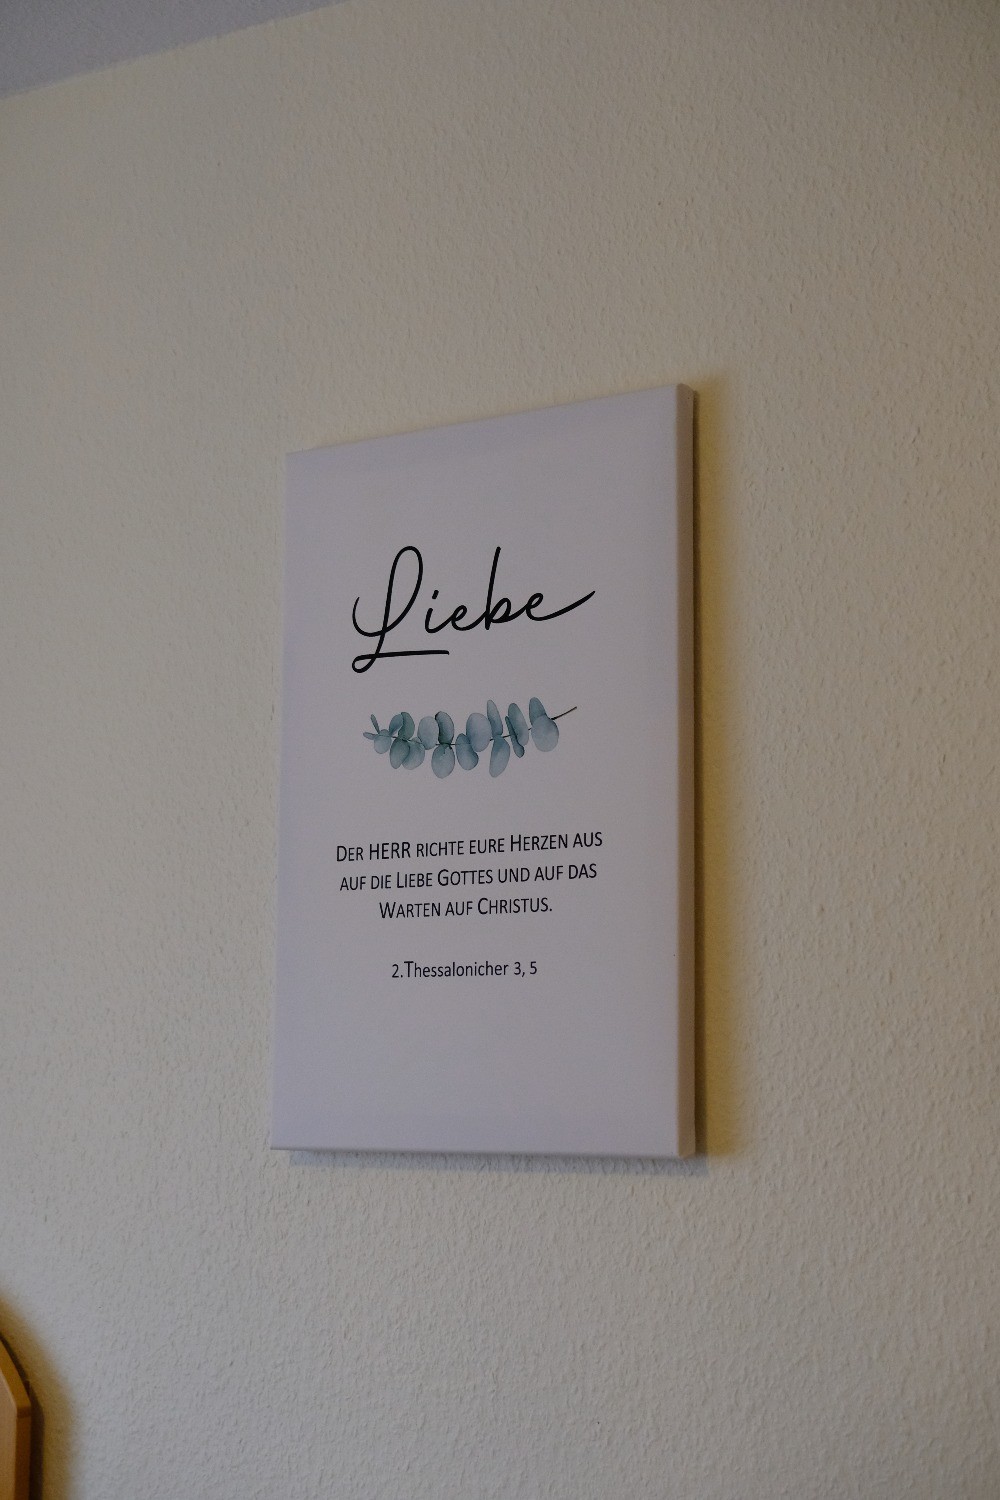 Liebe
Der HERR richte eure Herzen aus
auf die Liebe Gottes und auf das
Warten auf Christus.
2.Thessalonicher 3, 5